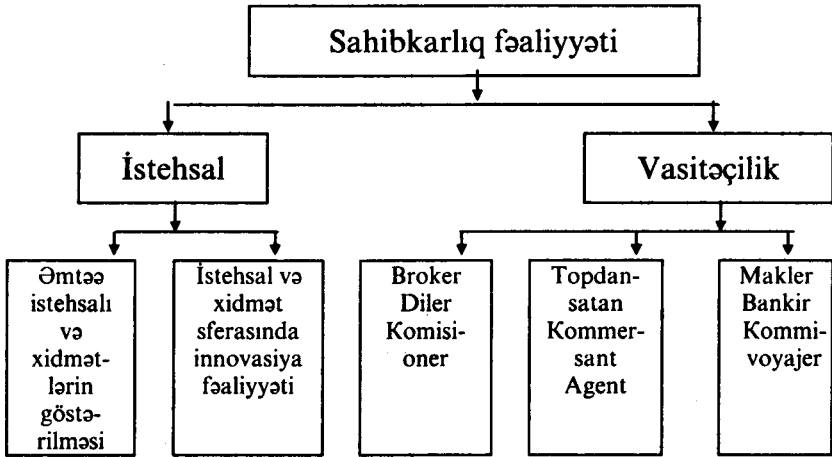 Sahibkarlıq fəaliyyəti
İstehsal
Vasitəçilik
Əmtəə
istehsalı
və
xidmət-
lərin
göstə-
rilməsi
İstehsal və
xidmət
sferasında
innovasiya
fəaliyyəti
Broker
Diler
Komisi-
oner
Topdan-
satan
Kommer-
sant
Agent
Makler
Bankir
Kommi-
voyajer